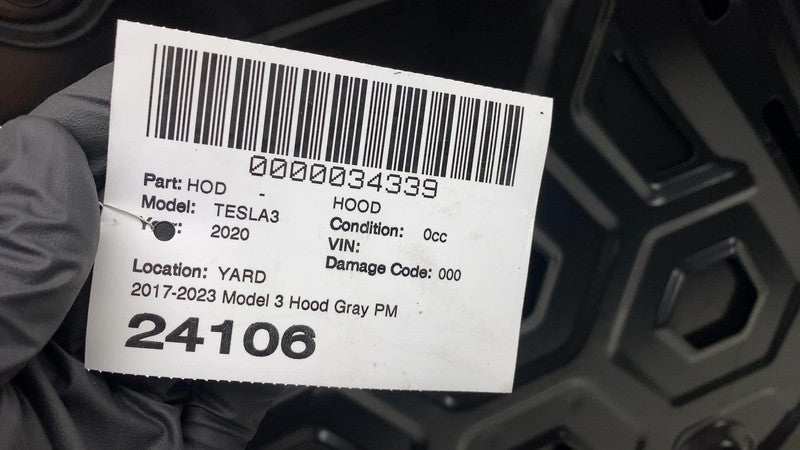 0000034339
Part: HOD - HOOD
Model: TESLA3 Condition: 0cc
2020 VIN:
Damage Code: 000
Location: YARD
2017-2023 Model 3 Hood Gray PM
24106